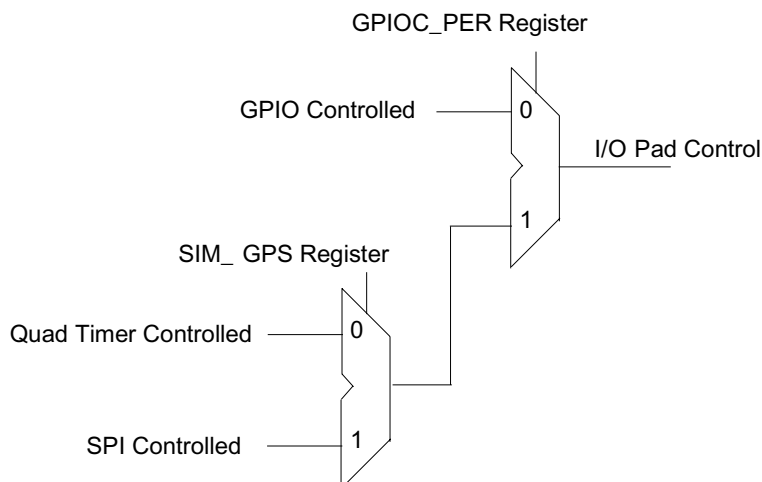 GPIOC_PER Register
GPIO Controlled
0
I/O Pad Control
1
SIM_ GPS Register
Quad Timer Controlled
0
SPI Controlled
1